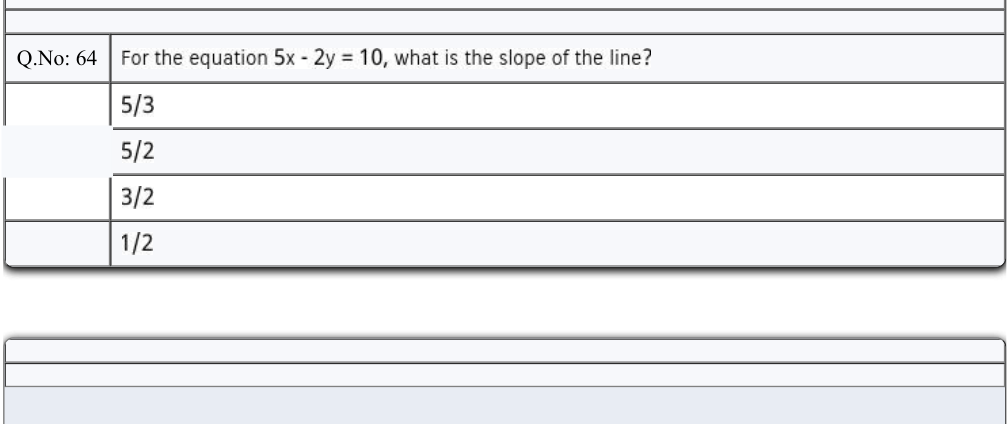 Q.No: 64 For the equation 5x - 2y = 10, what is the slope of the line?
5/3
5/2
3/2
1/2